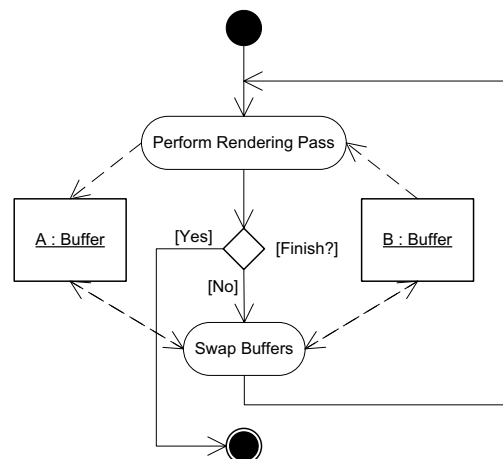 Perform Rendering Pass
A : Buffer
B : Buffer
[Yes]
[Finish?]
[No]
Swap Buffers